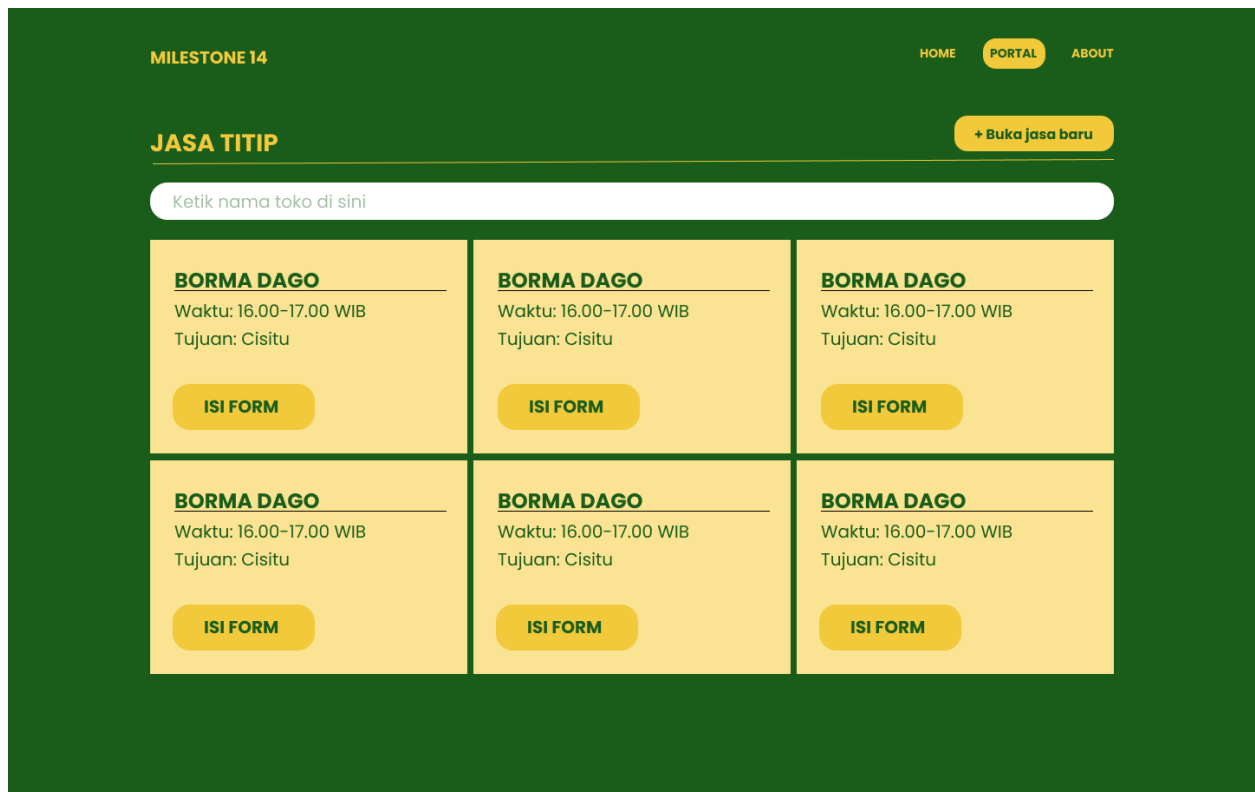 MILESTONE 14
HOME PORTAL ABOUT
JASA TITIP
+ Buka jasa baru
Ketik nama toko di sini
BORMA DAGO
Waktu: 16.00-17.00 WIB
Tujuan: Cisitu
ISI FORM
BORMA DAGO
Waktu: 16.00-17.00 WIB
Tujuan: Cisitu
ISI FORM
BORMA DAGO
Waktu: 16.00-17.00 WIB
Tujuan: Cisitu
ISI FORM
BORMA DAGO
Waktu: 16.00-17.00 WIB
Tujuan: Cisitu
ISI FORM
BORMA DAGO
Waktu: 16.00-17.00 WIB
Tujuan: Cisitu
ISI FORM
BORMA DAGO
Waktu: 16.00-17.00 WIB
Tujuan: Cisitu
ISI FORM